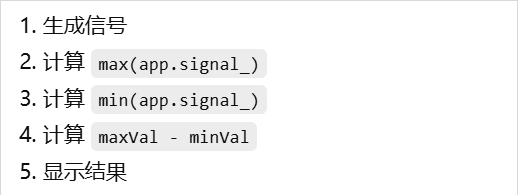 1. 生成信号
2. 计算 max(app.signal_)
3. 计算 min(app.signal_)
4. 计算 maxVal - minVal
5. 显示结果